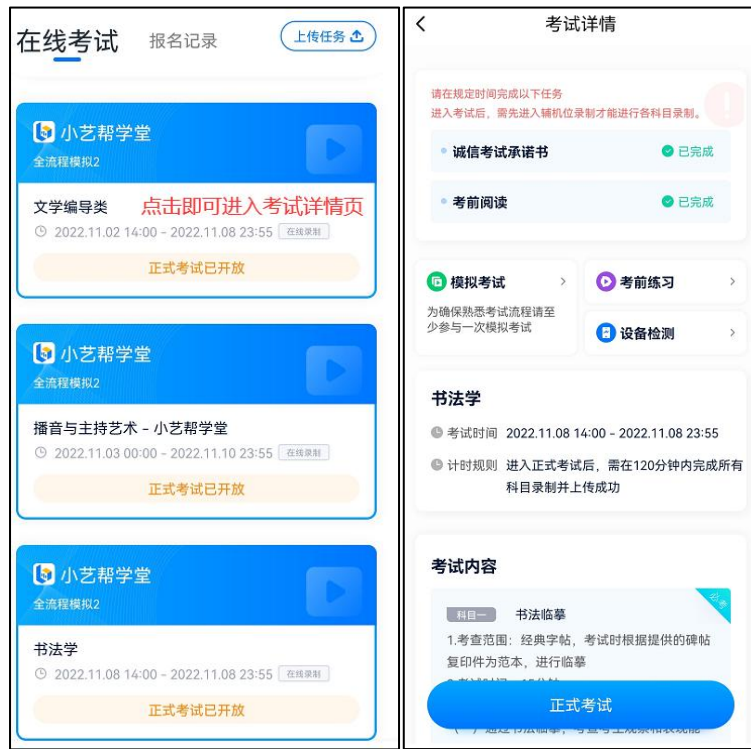 在线考试
报名记录
上传任务
小艺帮学堂
全流程模拟2
文学编导类
点击即可进入考试详情页
2022.11.02 14:00 - 2022.11.08 23:55 在线录制
正式考试已开放
小艺帮学堂
全流程模拟2
播音与主持艺术 - 小艺帮学堂
2022.11.03 00:00 - 2022.11.10 23:55 在线录制
正式考试已开放
小艺帮学堂
全流程模拟2
书法学
2022.11.08 14:00 - 2022.11.08 23:55 在线录制
正式考试已开放
考试详情
请在规定时间完成以下任务
进入考试后，需先进入辅机位录制才能进行各科目录制。
诚信考试承诺书 已完成
考前阅读 已完成
模拟考试
为确保熟悉考试流程请至
少参与一次模拟考试
考前练习
设备检测
书法学
考试时间 2022.11.08 14:00 - 2022.11.08 23:55
计时规则 进入正式考试后，需在120分钟内完成所有
科目录制并上传成功
考试内容
必考
科目一 书法临摹
1.考查范围：经典字帖，考试时根据提供的碑帖
复印件为范本，进行临摹
正式考试